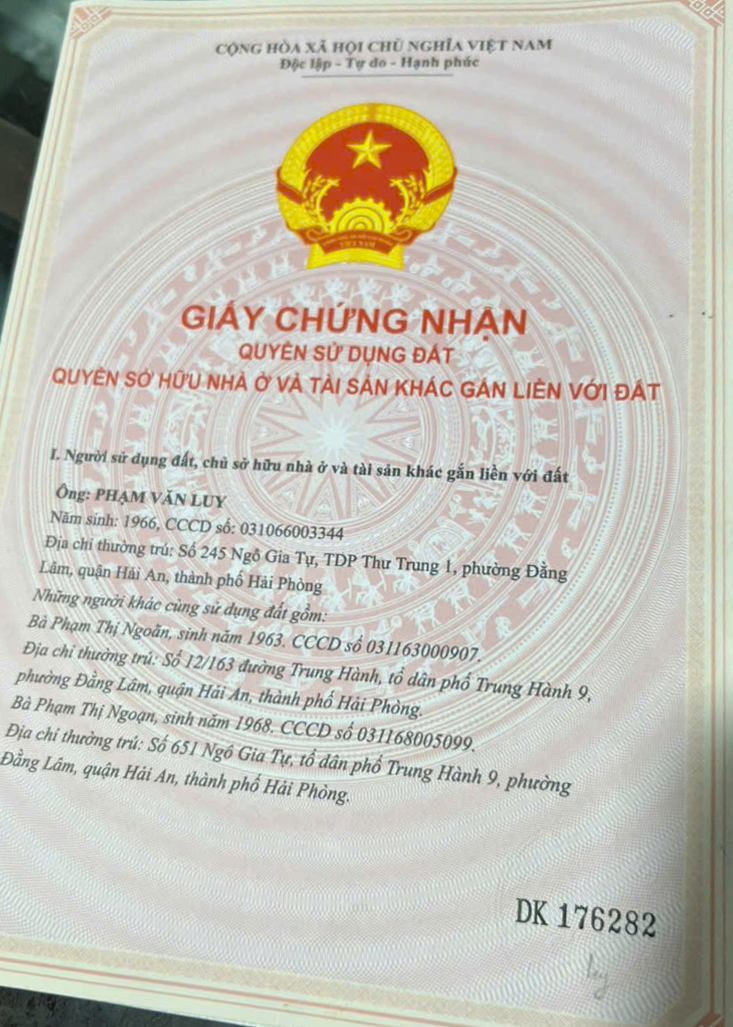 CỘNG HÒA XÃ HỘI CHỦ NGHĨA VIỆT NAM
Độc lập - Tự do - Hạnh phúc
VIỆT NAM
GIẤY CHỨNG NHẬN
QUYỀN SỬ DỤNG ĐẤT
QUYỀN SỞ HỮU NHÀ Ở VÀ TÀI SẢN KHÁC GẮN LIỀN VỚI ĐẤT
I. Người sử dụng đất, chủ sở hữu nhà ở và tài sản khác gắn liền với đất
Ông: PHẠM VĂN LUY
Năm sinh: 1966, CCCD số: 031066003344
Địa chỉ thường trú: Số 245 Ngô Gia Tự, TDP Thư Trung 1, phường Đằng
Lâm, quận Hải An, thành phố Hải Phòng
Những người khác cùng sử dụng đất gồm:
Bà Phạm Thị Ngoãn, sinh năm 1963. CCCD số 031163000907.
Địa chỉ thường trú: Số 12/163 đường Trung Hành, tổ dân phố Trung Hành 9,
phường Đằng Lâm, quận Hải An, thành phố Hải Phòng.
Bà Phạm Thị Ngoạn, sinh năm 1968. CCCD số 031168005099.
Địa chỉ thường trú: Số 651 Ngô Gia Tự, tổ dân phố Trung Hành 9, phường
Đằng Lâm, quận Hải An, thành phố Hải Phòng.
DK 176282